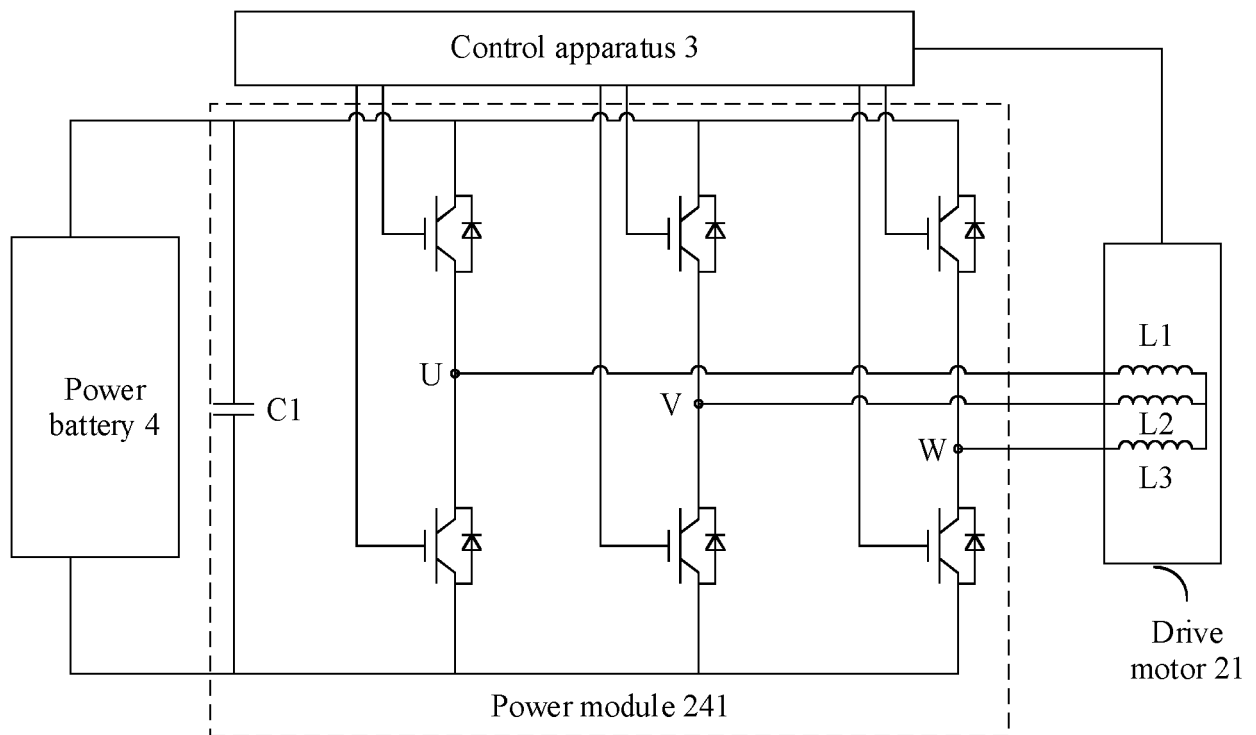 Control apparatus 3
Power
battery 4
C1
U
V
W
L1
L2
L3
Drive
motor 21
Power module 241